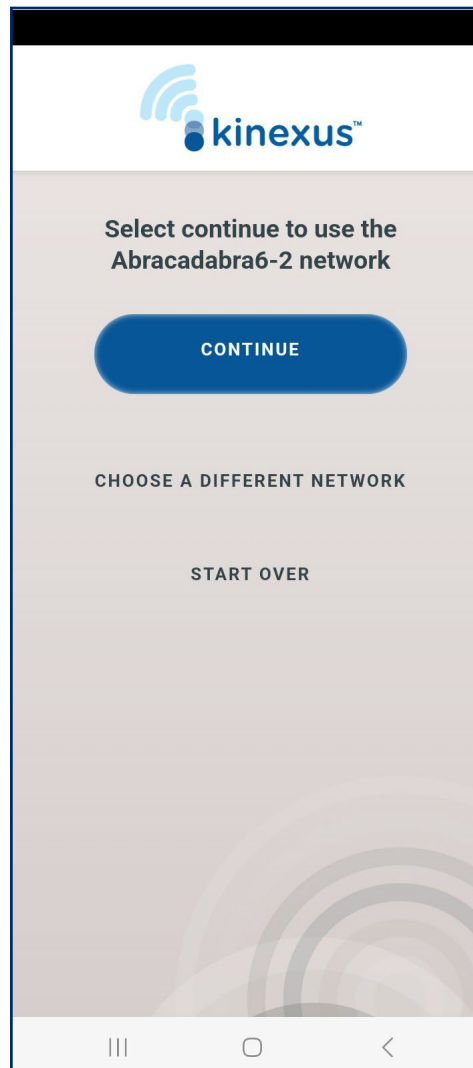 kinexus™
Select continue to use the
Abracadabra6-2 network
CONTINUE
CHOOSE A DIFFERENT NETWORK
START OVER